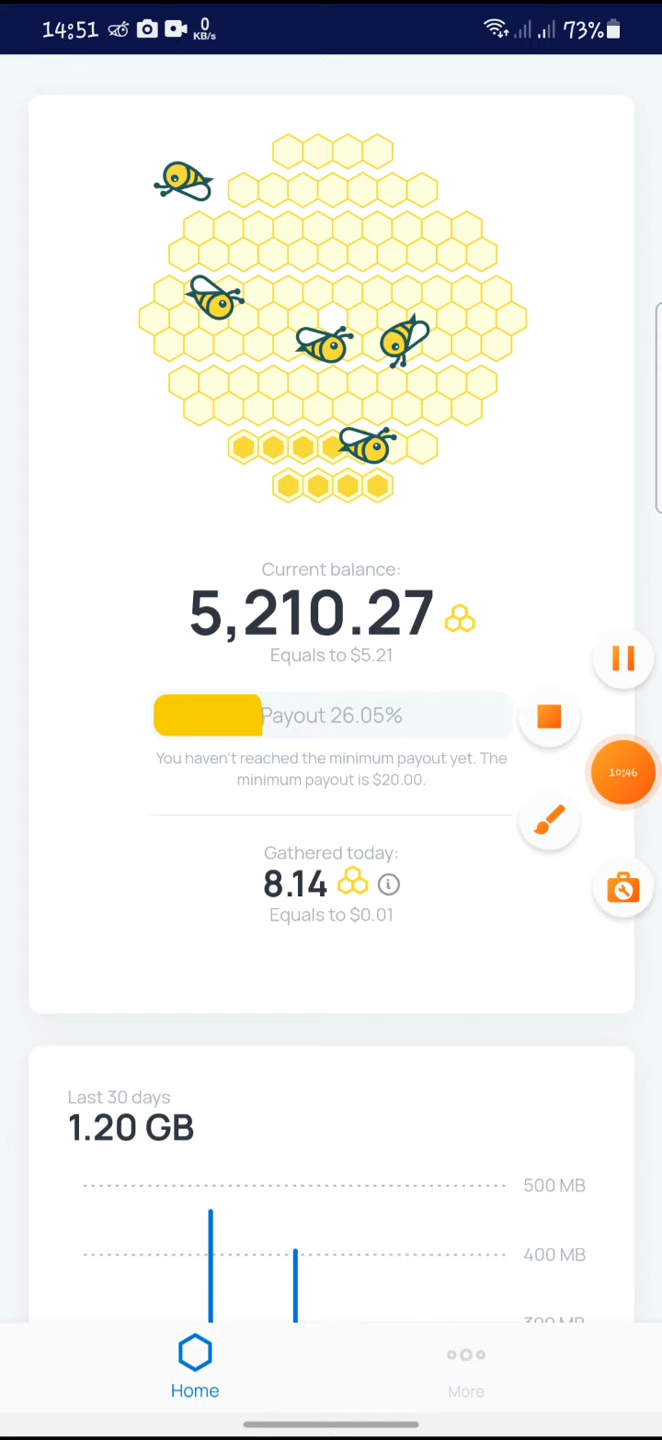 14:51 0 KB/s 73%
Current balance:
5,210.27
Equals to $5.21
Payout 26.05%
You haven't reached the minimum payout yet. The
minimum payout is $20.00.
10:46
Gathered today:
8.14
Equals to $0.01
Last 30 days
1.20 GB
500 MB
400 MB
300 MB
Home
More